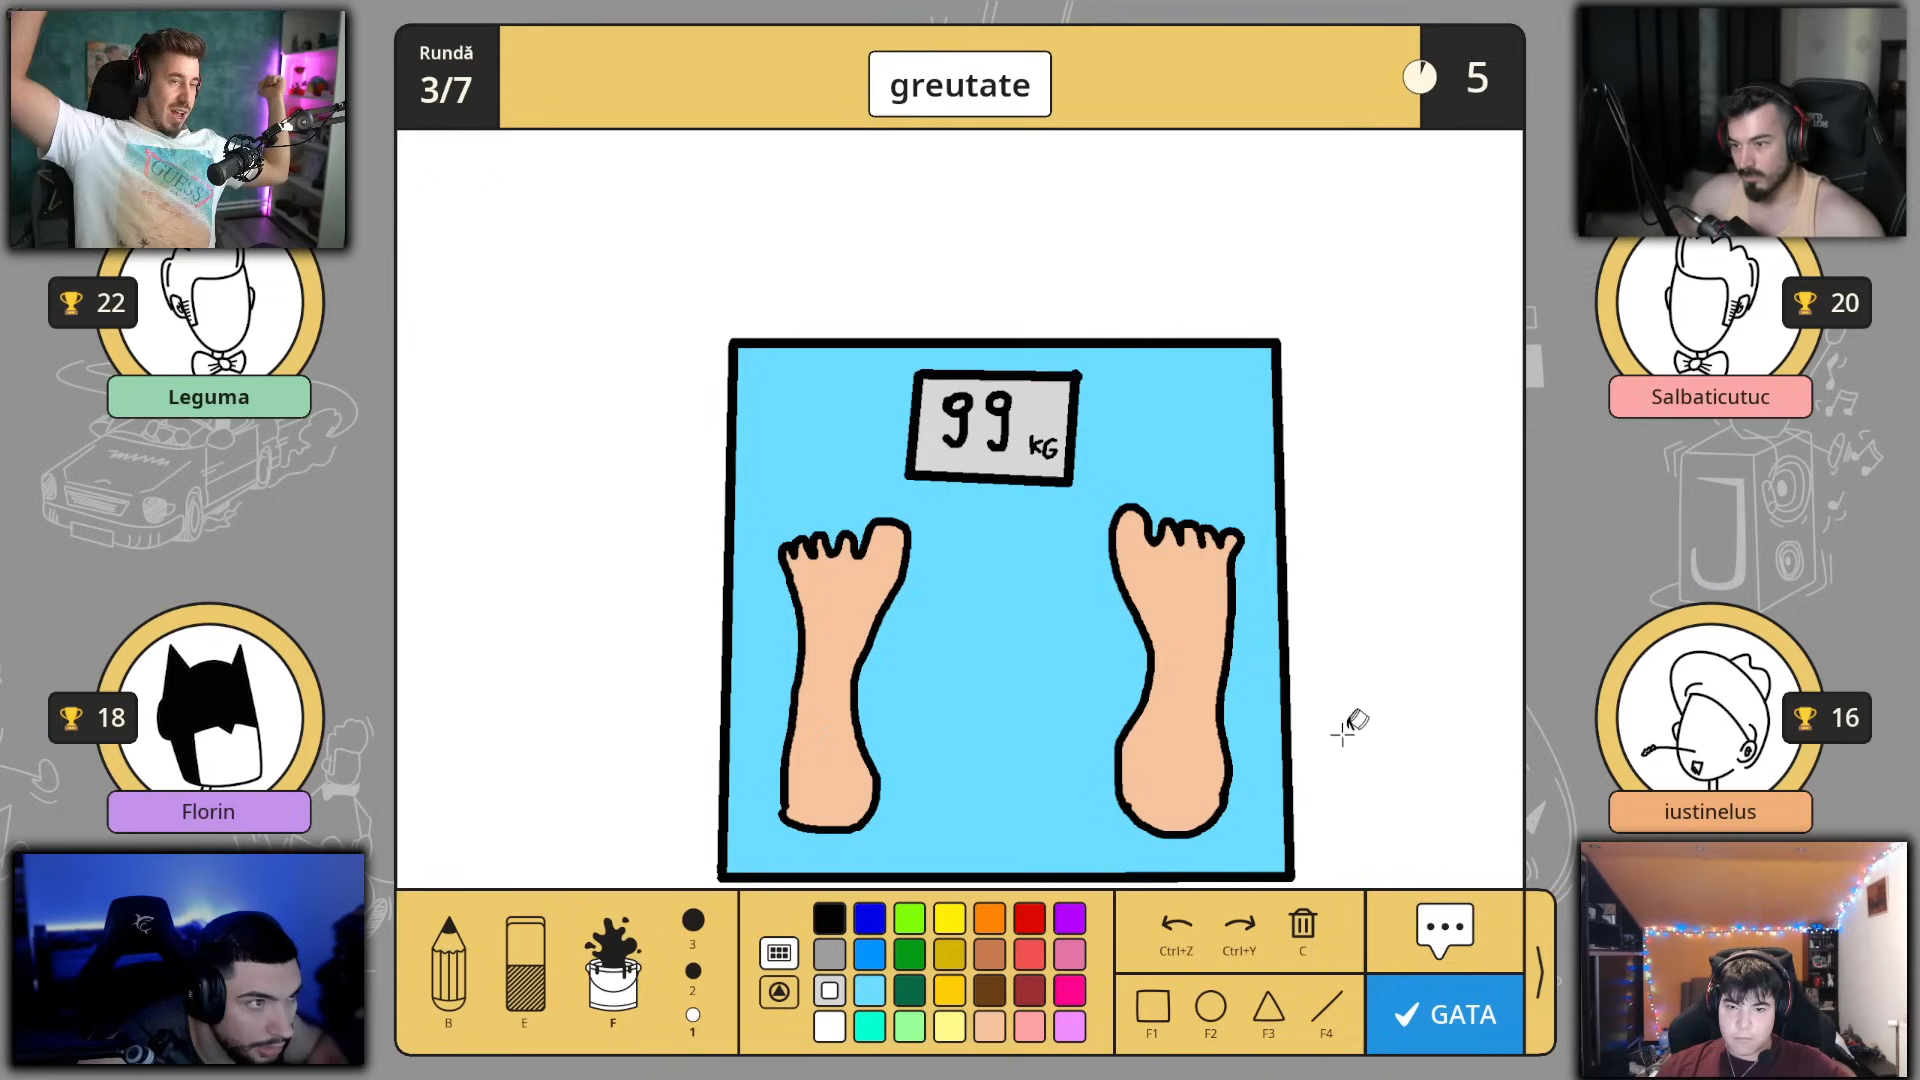 Rundă
3/7
greutate
5
GUESS
22
Leguma
20
Salbaticutuc
99
KG
18
Florin
16
iustinelus
3
2
1
B
E
F
Ctrl+Z
Ctrl+Y
C
F1
F2
F3
F4
GATA